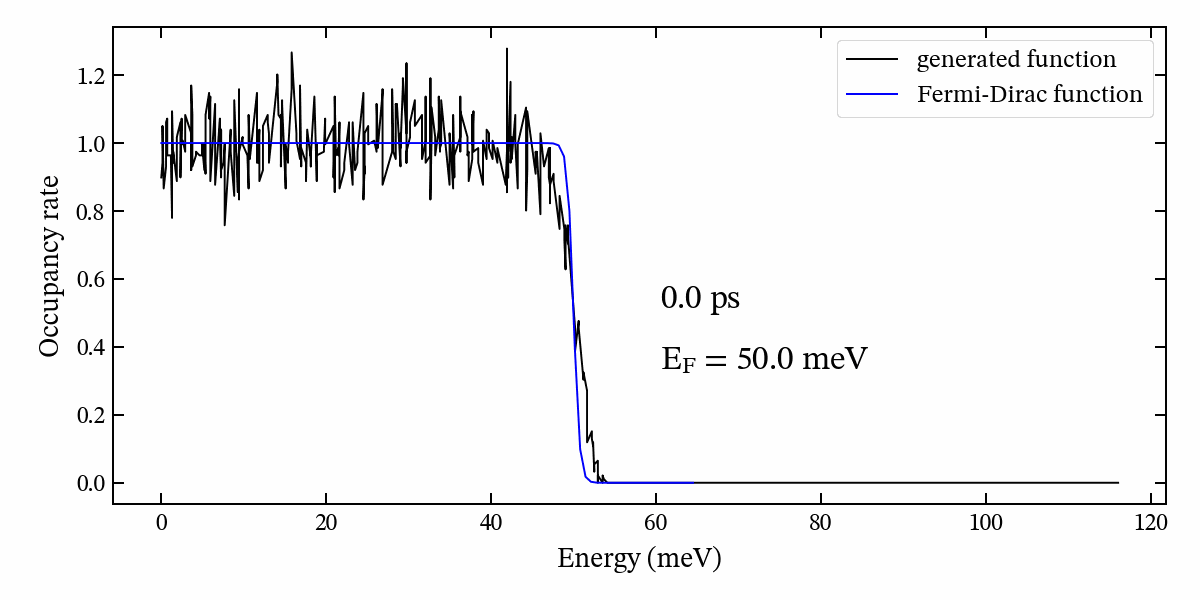 generated function
Fermi-Dirac function
1.2
1.0
0.8
0.6
0.4
0.2
0.0
Occupancy rate
0.0 ps
E_F = 50.0 meV
0 20 40 60 80 100 120
Energy (meV)